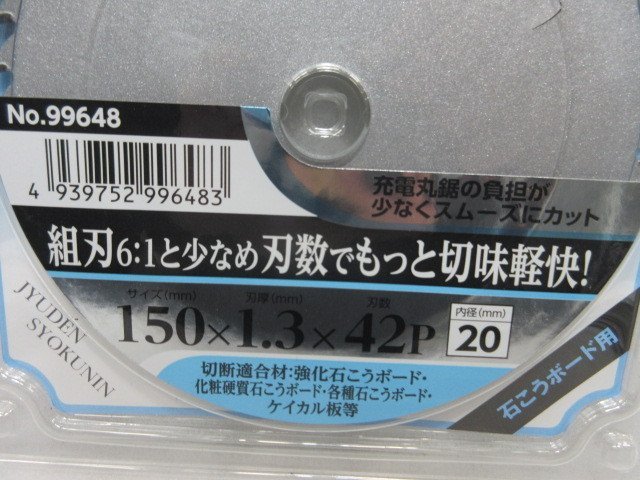 No.99648
4 939752 996483
充電丸鋸の負担が
少なくスムーズにカット
組刃6:1と少なめ刃数でもっと切味軽快!
サイズ(mm) 刃厚(mm) 刃数
150×1.3×42P
内径(mm)
20
JYUDEN
SYOKUNIN
切断適合材:強化石こうボード・
化粧硬質石こうボード・各種石こうボード・
ケイカル板等
石こうボード用